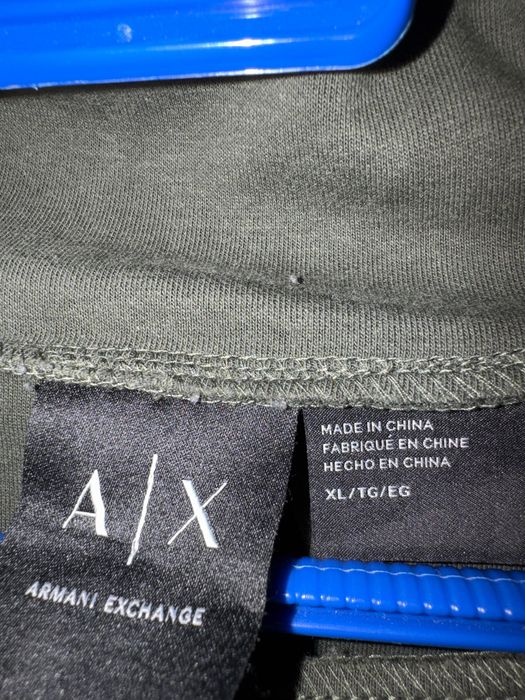 A|X
ARMANI EXCHANGE
MADE IN CHINA
FABRIQUÉ EN CHINE
HECHO EN CHINA
XL/TG/EG